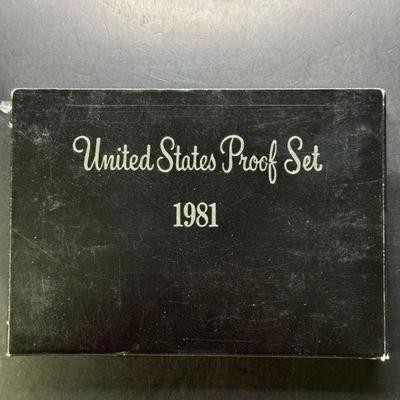 United States Proof Set
1981